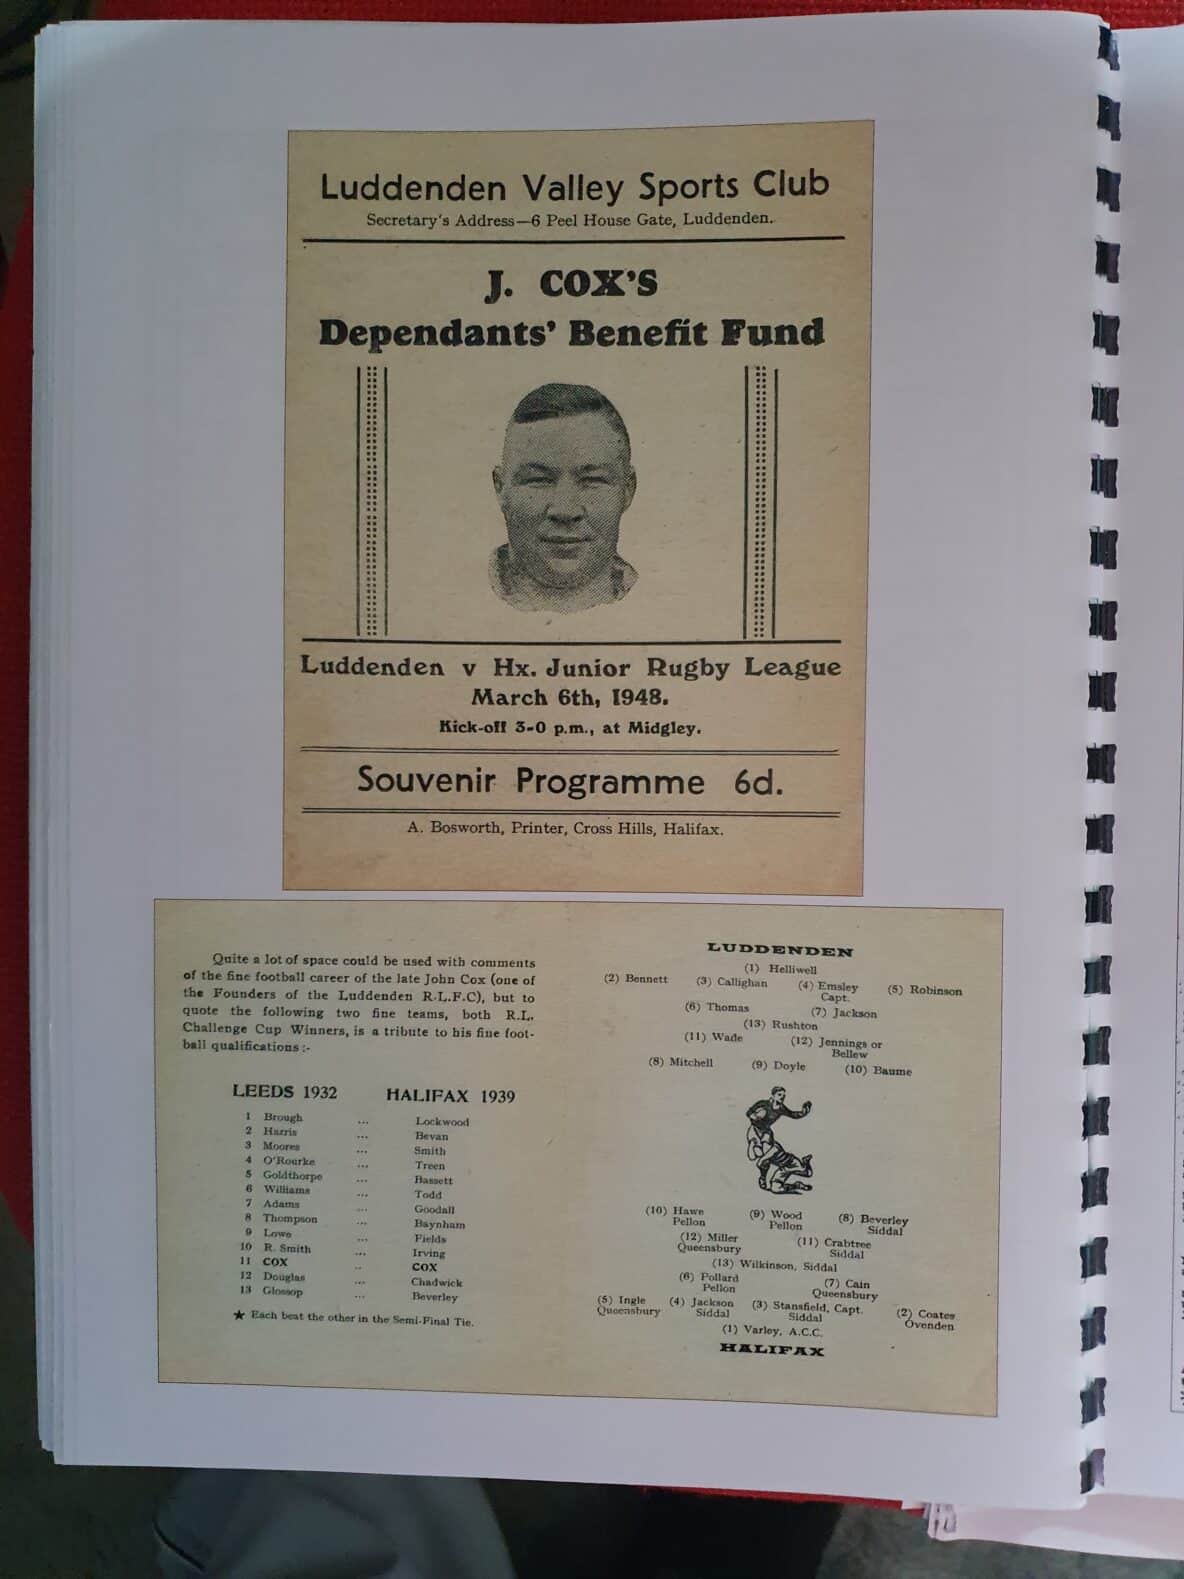 Luddenden Valley Sports Club
Secretary's Address—6 Peel House Gate, Luddenden.
J. COX'S
Dependants' Benefit Fund
Luddenden v Hx. Junior Rugby League
March 6th, 1948.
Kick-off 3-0 p.m., at Midgley.
Souvenir Programme 6d.
A. Bosworth, Printer, Cross Hills, Halifax.
Quite a lot of space could be used with comments
of the fine football career of the late John Cox (one of
the Founders of the Luddenden R.L.F.C), but to
quote the following two fine teams, both R.L.
Challenge Cup Winners, is a tribute to his fine foot-
ball qualifications :-
LEEDS 1932 HALIFAX 1939
1 Brough ... Lockwood
2 Harris ... Bevan
3 Moores ... Smith
4 O'Rourke ... Treen
5 Goldthorpe ... Bassett
6 Williams ... Todd
7 Adams ... Goodall
8 Thompson ... Baynham
9 Lowe ... Fields
10 R. Smith ... Irving
11 COX .. COX
12 Douglas ... Chadwick
13 Glossop ... Beverley
★ Each beat the other in the Semi-Final Tie.
LUDDENDEN
(1) Helliwell
(2) Bennett (3) Callighan (4) Emsley (5) Robinson
Capt.
(6) Thomas (7) Jackson
(13) Rushton
(11) Wade (12) Jennings or
Bellew
(8) Mitchell (9) Doyle (10) Baume
(10) Hawe (9) Wood (8) Beverley
Pellon Pellon Siddal
(12) Miller (11) Crabtree
Queensbury Siddal
(13) Wilkinson, Siddal
(6) Pollard (7) Cain
Pellon Queensbury
(5) Ingle (4) Jackson (3) Stansfield, Capt. (2) Coates
Queensbury Siddal Siddal Ovenden
(1) Varley, A.C.C.
HALIFAX